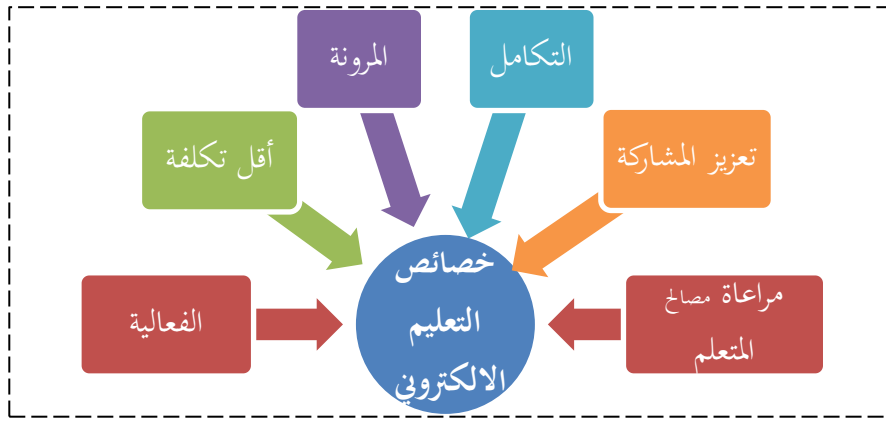 التكامل
المرونة
تعزيز المشاركة
أقل تكلفة
خصائص
التعليم
الالكتروني
مراعاة مصالح
المتعلم
الفعالية